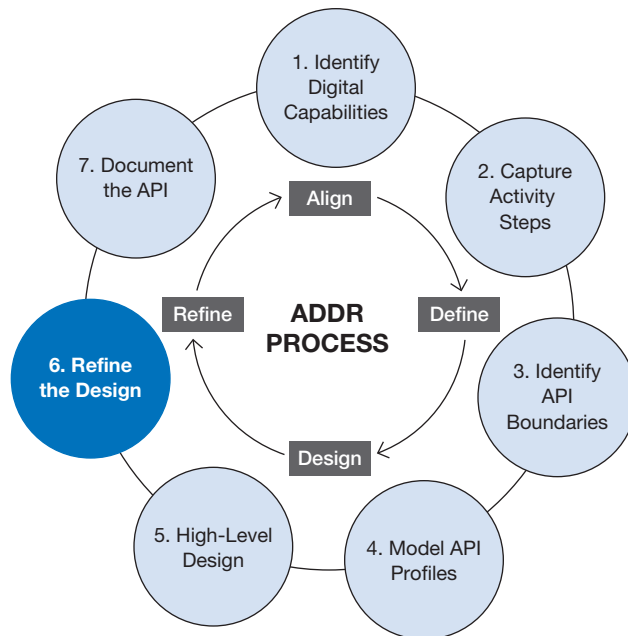 1. Identify
Digital
Capabilities
2. Capture
Activity
Steps
3. Identify
API
Boundaries
4. Model API
Profiles
5. High-Level
Design
6. Refine
the Design
7. Document
the API
Align
Define
Design
Refine
ADDR
PROCESS